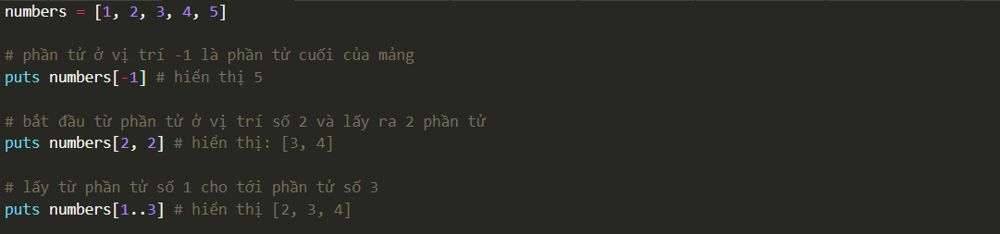 numbers = [1, 2, 3, 4, 5]
# phần tử ở vị trí -1 là phần tử cuối của mảng
puts numbers[-1] # hiển thị 5
# bắt đầu từ phần tử ở vị trí số 2 và lấy ra 2 phần tử
puts numbers[2, 2] # hiển thị: [3, 4]
# lấy từ phần tử số 1 cho tới phần tử số 3
puts numbers[1..3] # hiển thị [2, 3, 4]